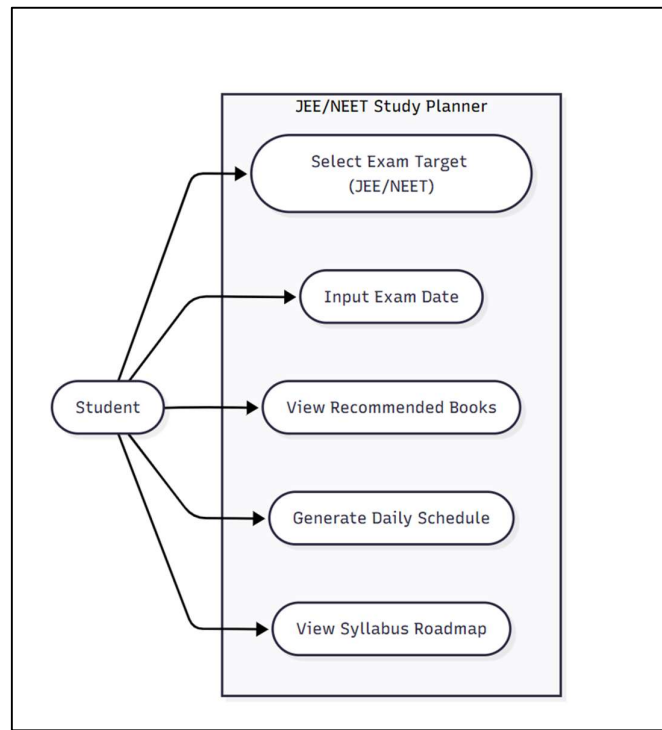 JEE/NEET Study Planner
Select Exam Target
(JEE/NEET)
Input Exam Date
Student
View Recommended Books
Generate Daily Schedule
View Syllabus Roadmap